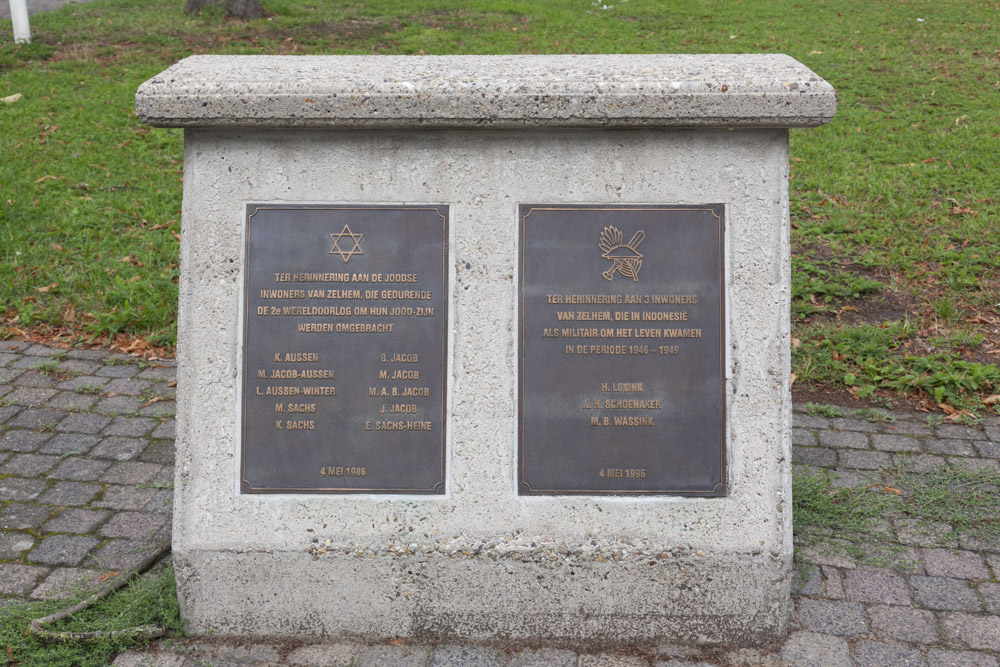 TER HERINNERING AAN DE JOODSE
INWONERS VAN ZELHEM, DIE GEDURENDE
DE 2e WERELDOORLOG OM HUN JOOD-ZIJN
WERDEN OMGEBRACHT
K. AUSSEN
M. JACOB-AUSSEN
L. AUSSEN-WINTER
M. SACHS
K. SACHS
B. JACOB
M. JACOB
M. A. B. JACOB
J. JACOB
E. SACHS-HEINE
4 MEI 1986
TER HERINNERING AAN 3 INWONERS
VAN ZELHEM, DIE IN INDONESIË
ALS MILITAIR OM HET LEVEN KWAMEN
IN DE PERIODE 1946 – 1949
H.
A. H. SCHOENAKER
M. B. WASSINK
4 MEI 1996